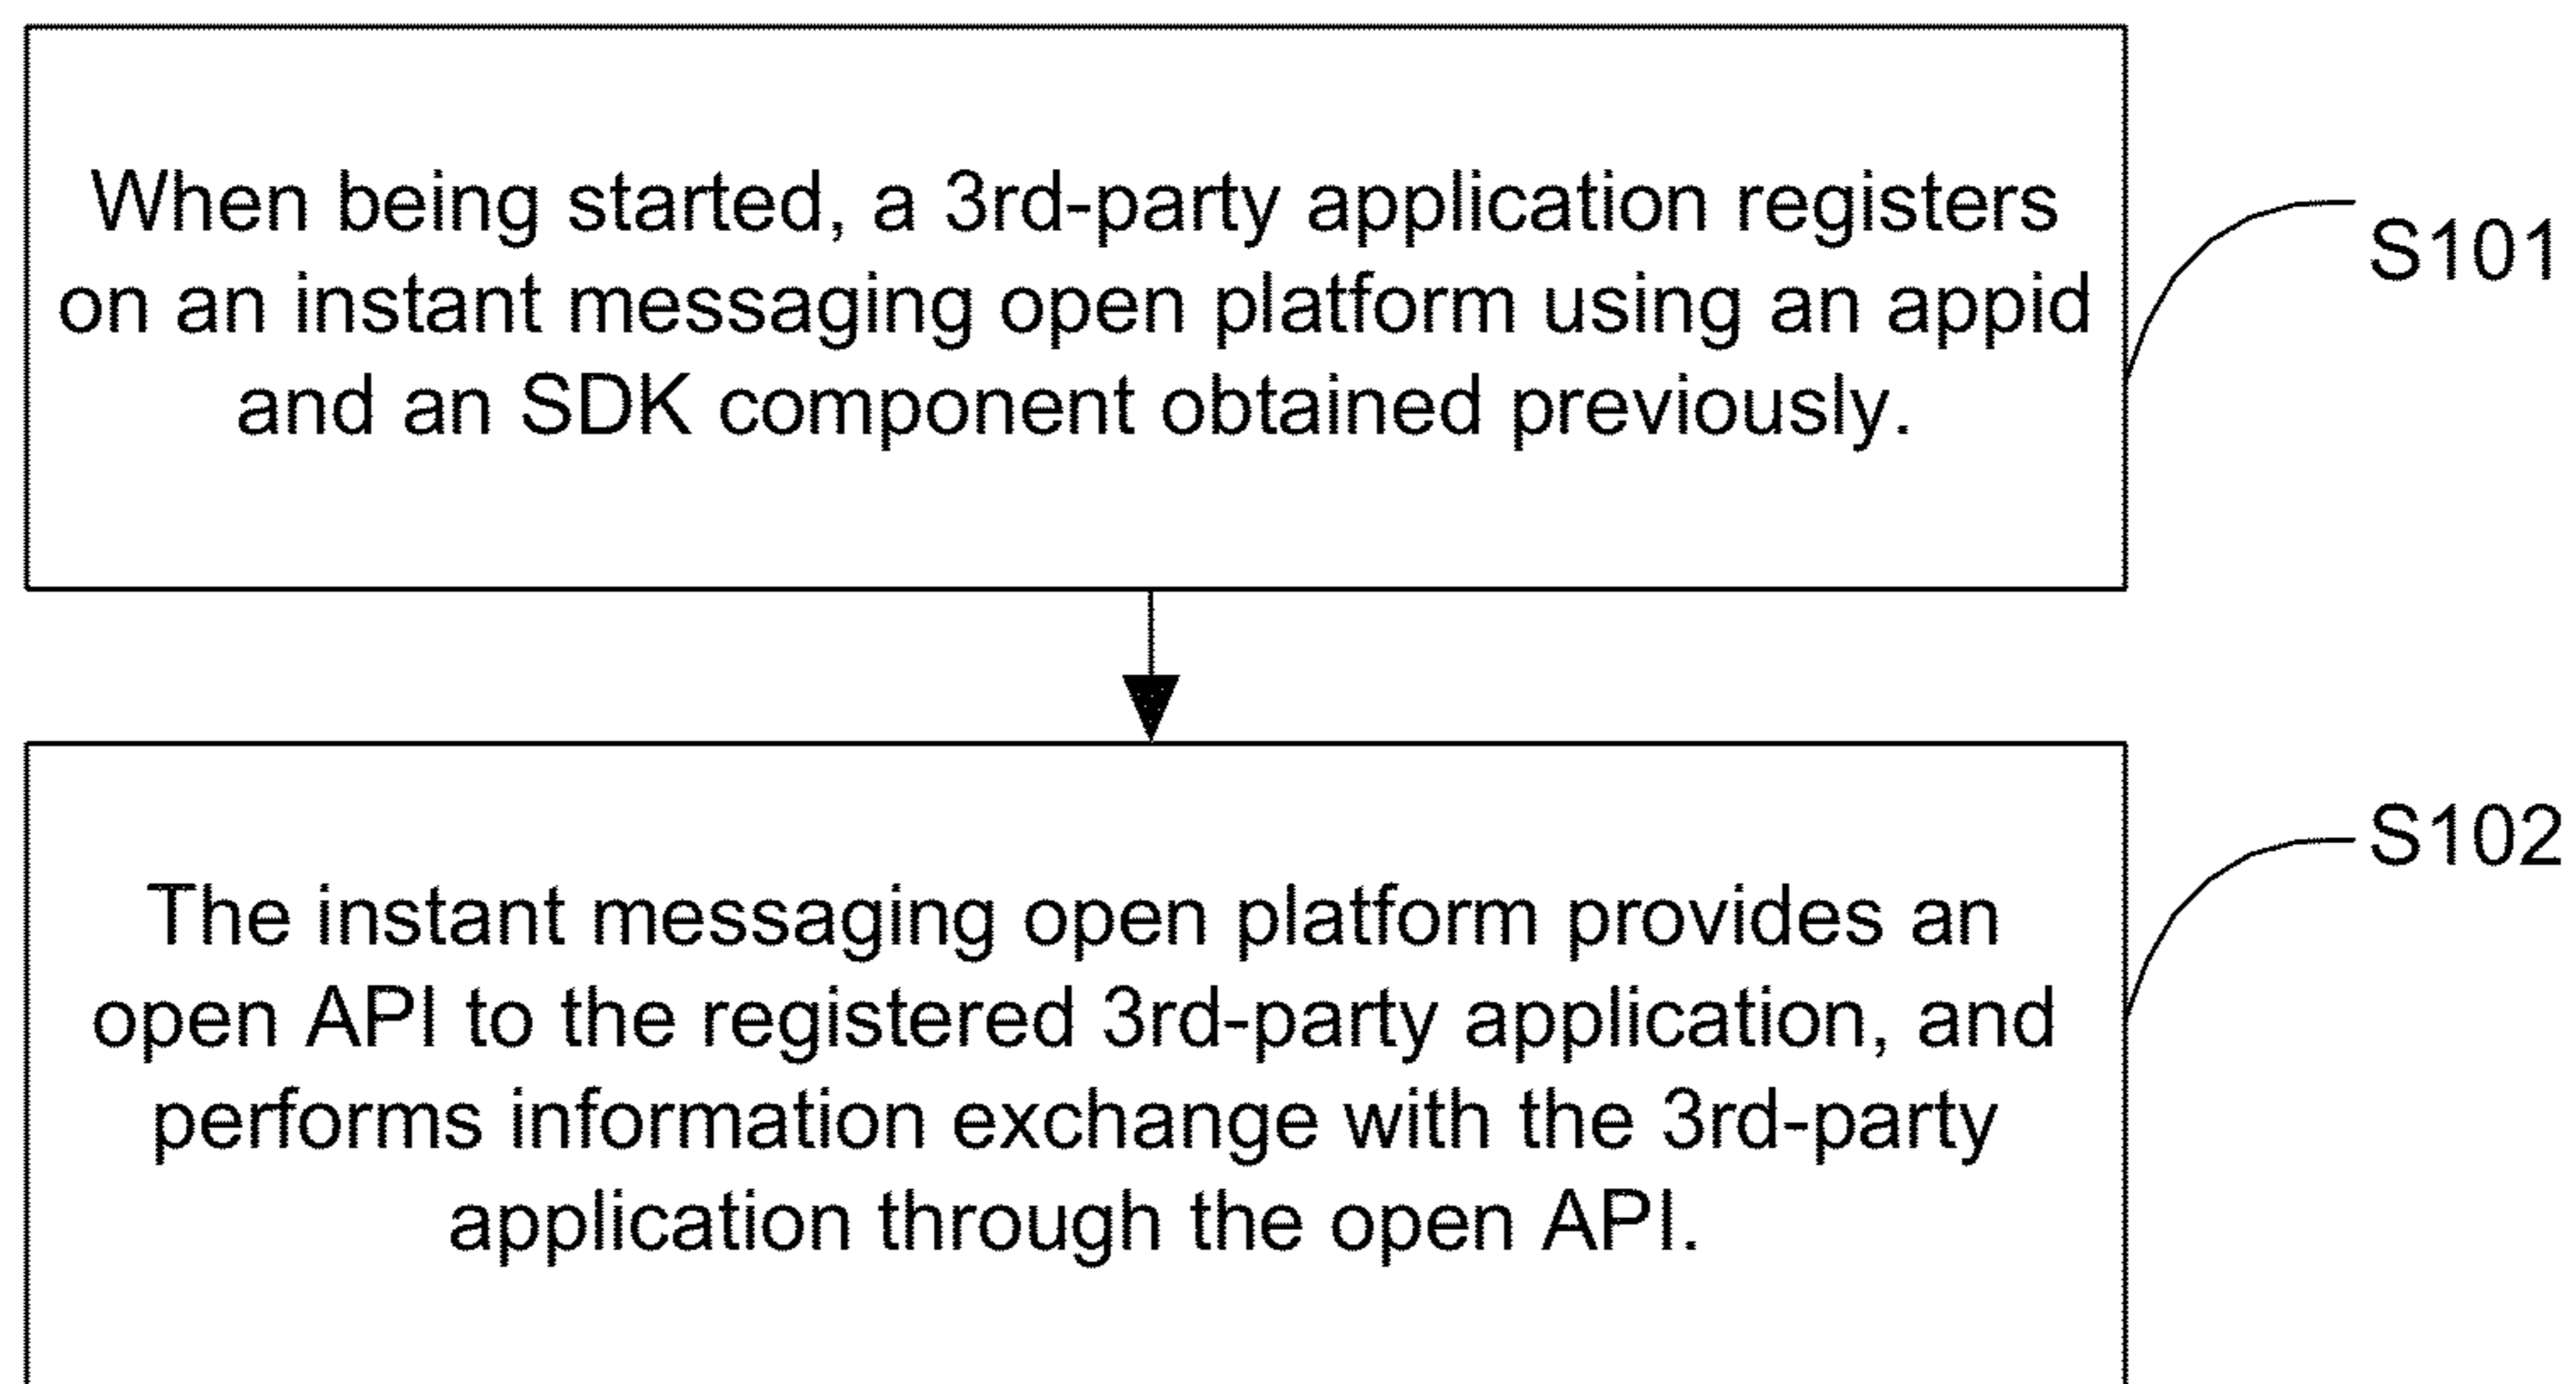 When being started, a 3rd-party application registers
on an instant messaging open platform using an appid
and an SDK component obtained previously.
S101
The instant messaging open platform provides an
open API to the registered 3rd-party application, and
performs information exchange with the 3rd-party
application through the open API.
S102